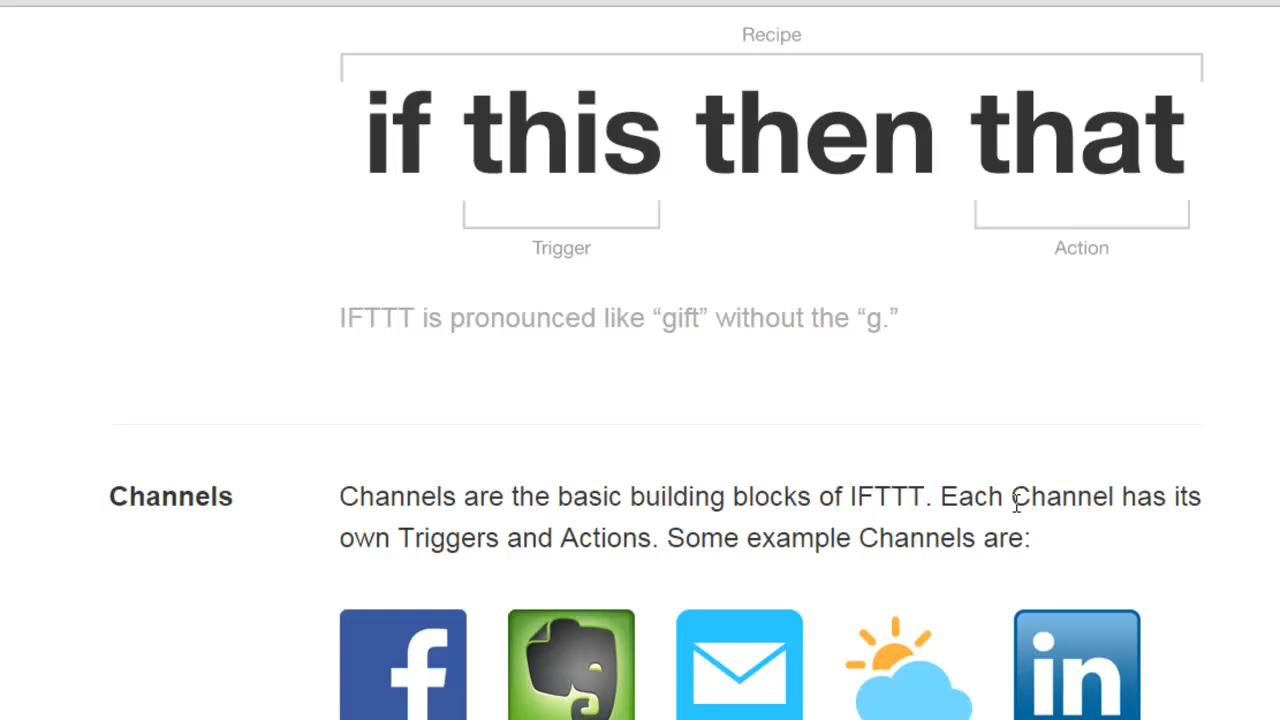 Recipe
if this then that
Trigger
Action
IFTTT is pronounced like “gift” without the “g.”
Channels
Channels are the basic building blocks of IFTTT. Each Channel has its
own Triggers and Actions. Some example Channels are:
f
in